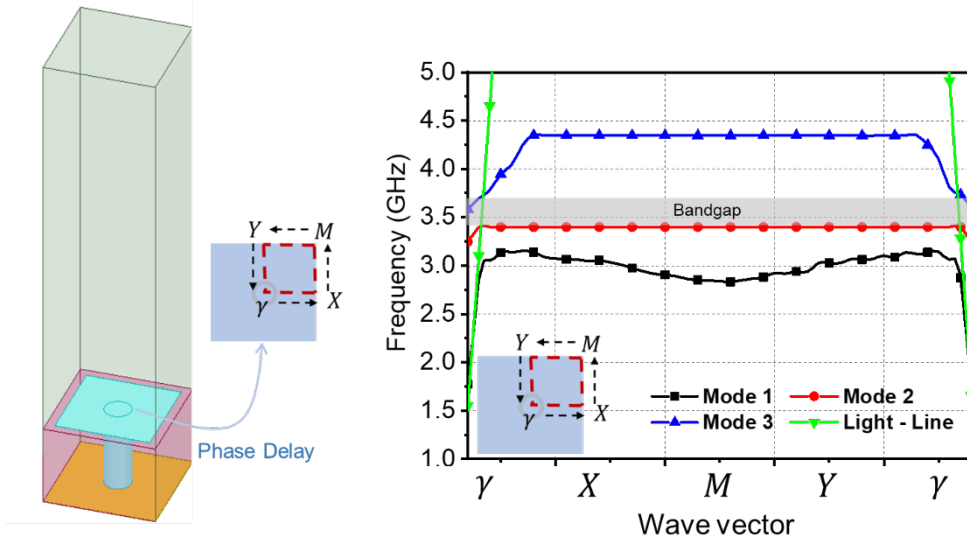 Y M
γ X
Phase Delay
5.0
4.5
4.0
3.5
3.0
2.5
2.0
1.5
1.0
Frequency (GHz)
Bandgap
Y M
γ X
Mode 1 Mode 2
Mode 3 Light - Line
γ X M Y γ
Wave vector